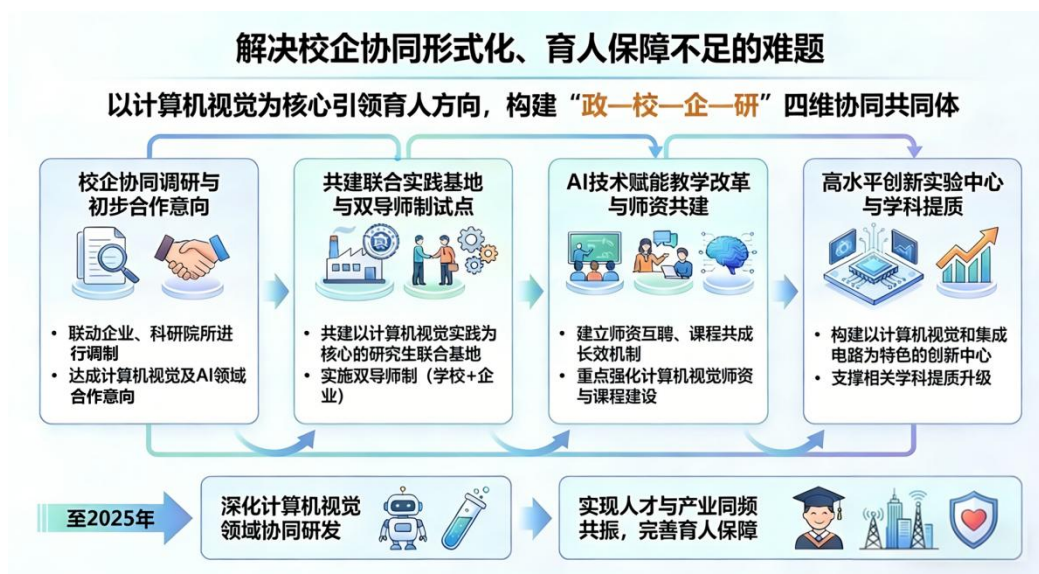 解决校企协同形式化、育人保障不足的难题
以计算机视觉为核心引领育人方向，构建“政—校—企—研”四维协同共同体
校企协同调研与
初步合作意向
• 联动企业、科研院所进
行调制
• 达成计算机视觉及AI领域
合作意向
共建联合实践基地
与双导师制试点
• 共建以计算机视觉实践为
核心的研究生联合基地
• 实施双导师制（学校+企
业）
AI技术赋能教学改革
与师资共建
• 建立师资互聘、课程共成
长效机制
• 重点强化计算机视觉师资
与课程建设
高水平创新实验中心
与学科提质
• 构建以计算机视觉和集成
电路为特色的创新中心
• 支撑相关学科提质升级
至2025年
深化计算机视觉
领域协同研发
实现人才与产业同频
共振，完善育人保障